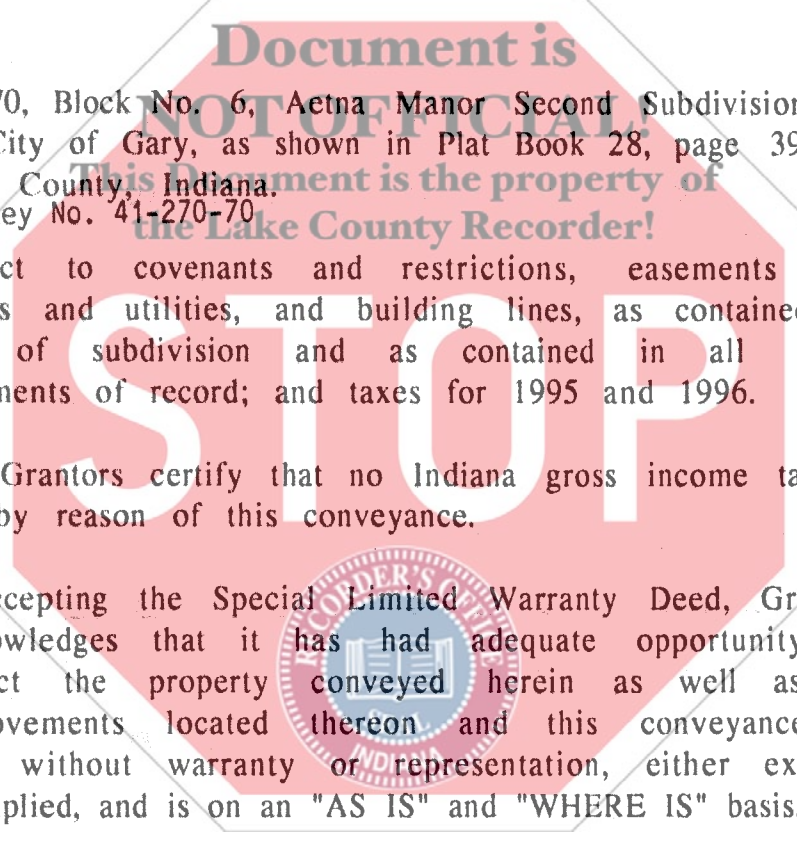 Document is
70, Block No. 6, Aetna Manor Second Subdivision
NOT OFFICIAL!
City of Gary, as shown in Plat Book 28, page 39
This Document is the property of
County, Indiana.
ey No. 41-270-70
the Lake County Recorder!
ct to covenants and restrictions, easements
s and utilities, and building lines, as contained
of subdivision and as contained in all
ments of record; and taxes for 1995 and 1996.
STOP
Grantors certify that no Indiana gross income ta
by reason of this conveyance.
ccepting the Special Limited Warranty Deed, Gr
owledges that it has had adequate opportunity
ct the property conveyed herein as well as
ovements located thereon and this conveyance
without warranty or representation, either ex
plied, and is on an "AS IS" and "WHERE IS" basis.
RECORDER'S OFFICE
SEAL
INDIANA